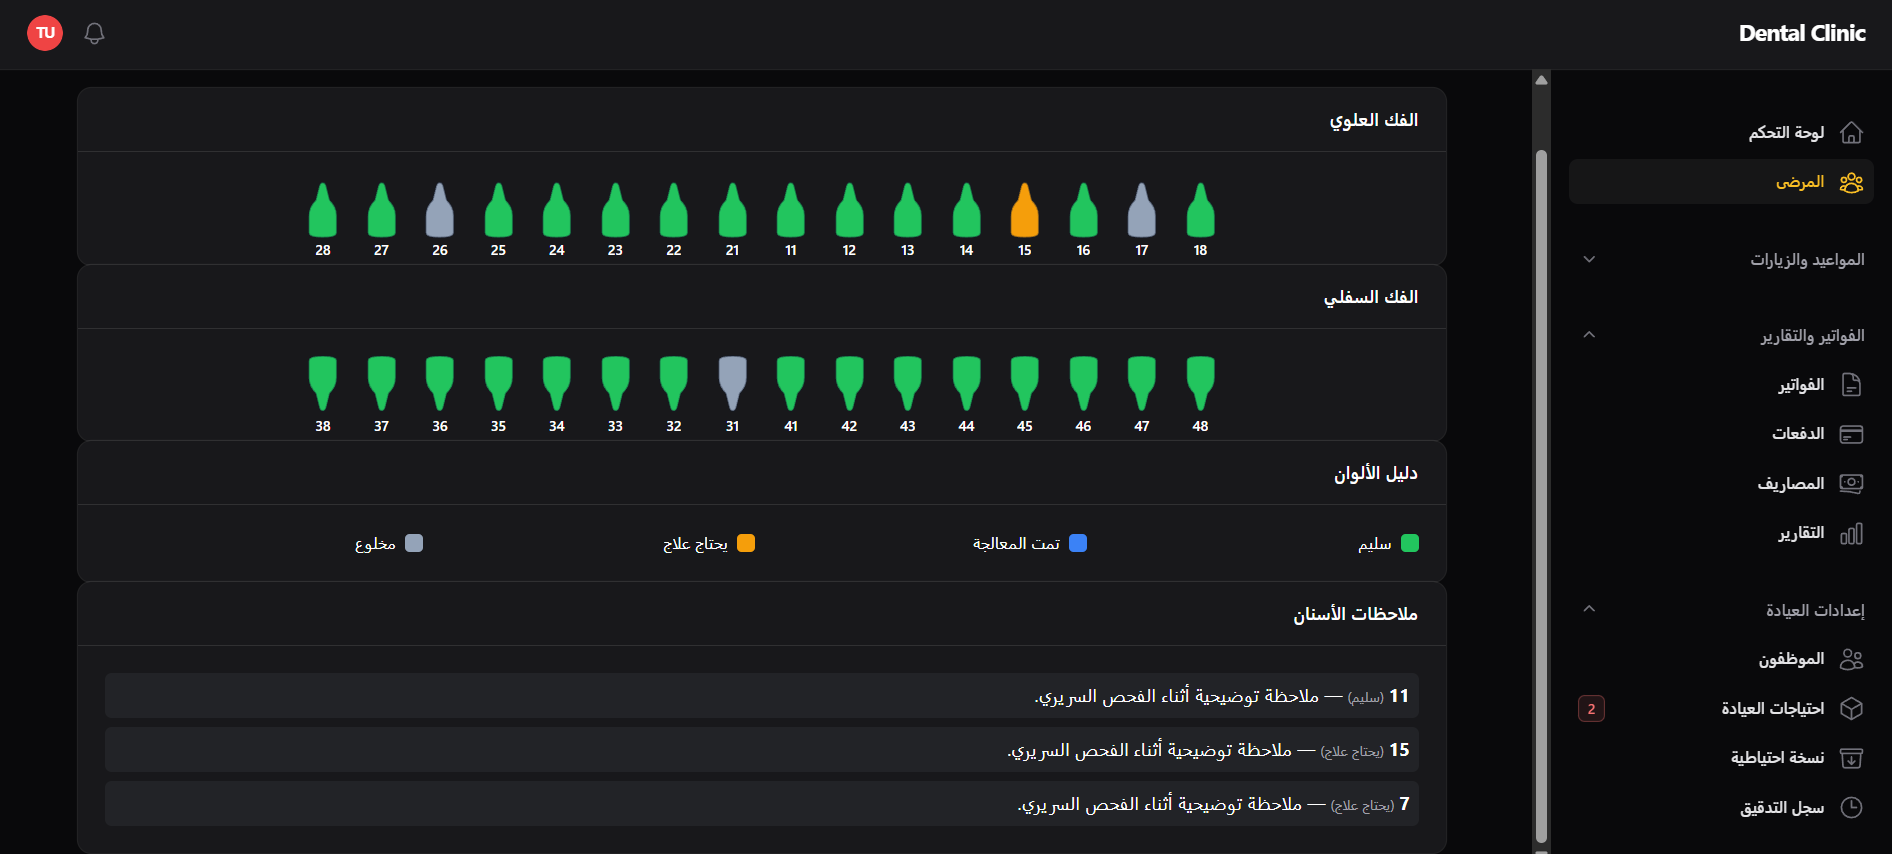 Dental Clinic
TU
لوحة التحكم
المرضى
المواعيد والزيارات
الفواتير والتقارير
الفواتير
الدفعات
المصاريف
التقارير
إعدادات العيادة
الموظفون
احتياجات العيادة
2
نسخة احتياطية
سجل التدقيق
الفك العلوي
28 27 26 25 24 23 22 21 11 12 13 14 15 16 17 18
الفك السفلي
38 37 36 35 34 33 32 31 41 42 43 44 45 46 47 48
دليل الألوان
سليم
تمت المعالجة
يحتاج علاج
مخلوع
ملاحظات الأسنان
11 (سليم) — ملاحظة توضيحية أثناء الفحص السريري.
15 (يحتاج علاج) — ملاحظة توضيحية أثناء الفحص السريري.
7 (يحتاج علاج) — ملاحظة توضيحية أثناء الفحص السريري.